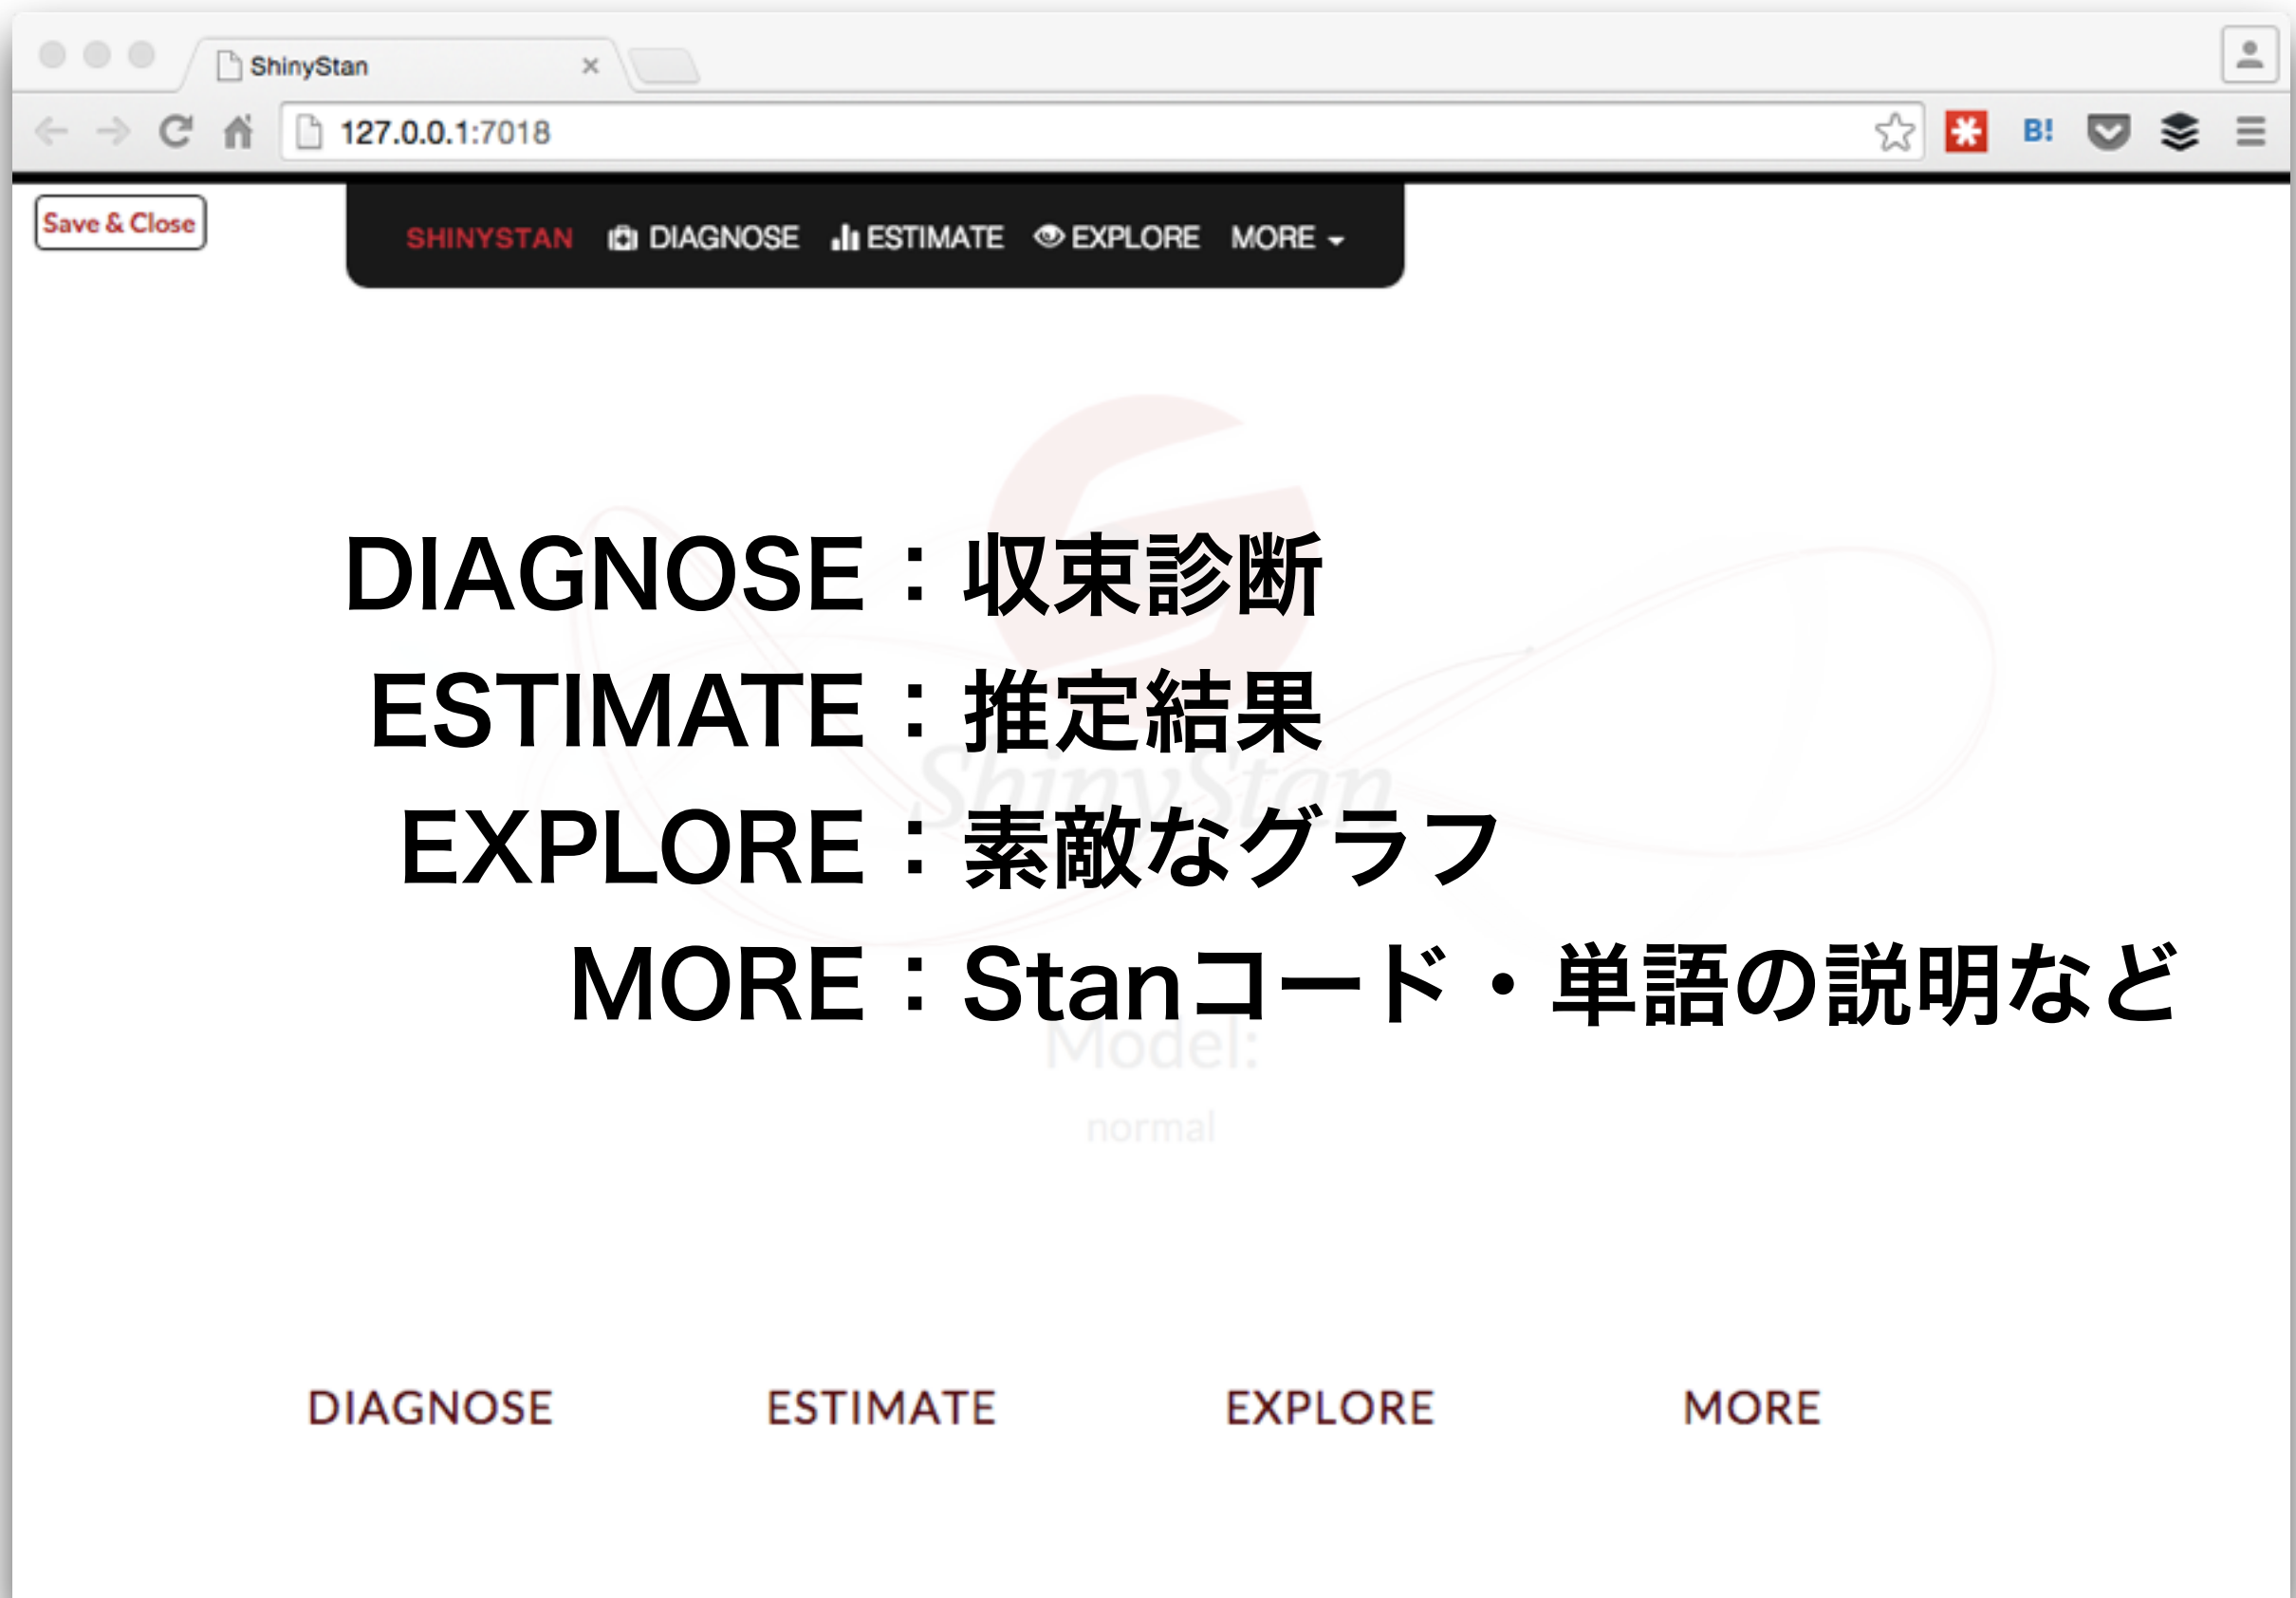 ShinyStan
127.0.0.1:7018
B!
Save & Close
SHINYSTAN DIAGNOSE ESTIMATE EXPLORE MORE
DIAGNOSE：収束診断
ESTIMATE：推定結果
ShinyStan
EXPLORE：素敵なグラフ
MORE：Stanコード・単語の説明など
Model:
normal
DIAGNOSE ESTIMATE EXPLORE MORE